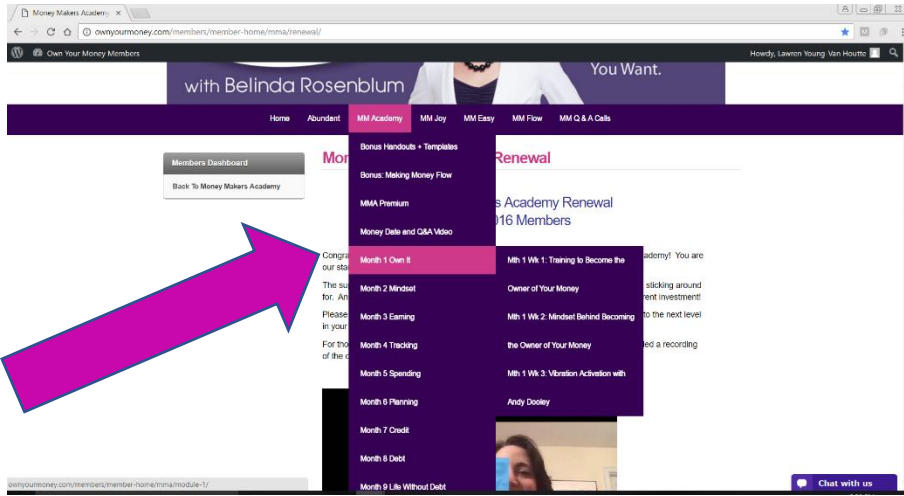 Money Makers Academy
ownyourmoney.com/members/member-home/mma/renewal/
Own Your Money Members
Howdy, Lawren Young-Van Houtte
with Belinda Rosenblum
You Want.
Home Abundant MM Academy MM Joy MM Easy MM Flow MM Q & A Calls
Members Dashboard
Back To Money Makers Academy
Mon
Renewal
s Academy Renewal
016 Members
Bonus Handouts + Templates
Bonus: Making Money Flow
MMA Premium
Money Date and Q&A Video
Month 1 Own It
Month 2 Mindset
Month 3 Earning
Month 4 Tracking
Month 5 Spending
Month 6 Planning
Month 7 Credit
Month 8 Debt
Month 9 Life Without Debt
Mth 1 Wk 1: Training to Become the
Owner of Your Money
Mth 1 Wk 2: Mindset Behind Becoming
the Owner of Your Money
Mth 1 Wk 3: Vibration Activation with
Andy Dooley
Congra
ademy! You are
our sta
The su
sticking around
for. An
rent investment!
Please
to the next level
in your
For tho
led a recording
of the c
ownyourmoney.com/members/member-home/mma/module-1/
Chat with us